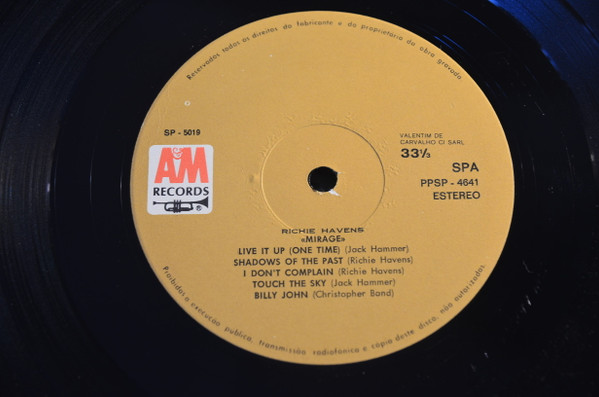 Reservados todos os direitos do fabricante e do proprietário da obra gravada
SP - 5019
A&M
RECORDS
®
VALENTIM DE
CARVALHO CI SARL
33⅓
SPA
PPSP - 4641
ESTEREO
RICHIE HAVENS
«MIRAGE»
LIVE IT UP (ONE TIME) (Jack Hammer)
SHADOWS OF THE PAST (Richie Havens)
I DON'T COMPLAIN (Richie Havens)
TOUCH THE SKY (Jack Hammer)
BILLY JOHN (Christopher Band)
Proibidos a execução publica, transmissão radiofónica e cópia deste disco, não autorizadas.